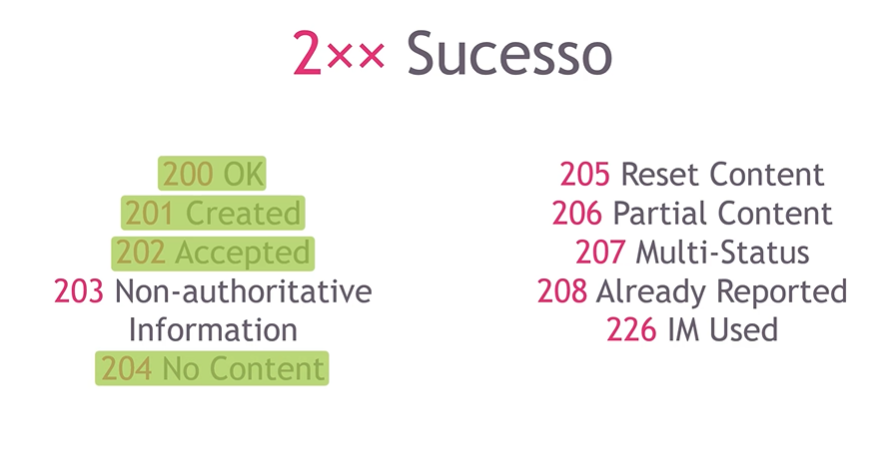 2×× Sucesso
200 OK
201 Created
202 Accepted
203 Non-authoritative
Information
204 No Content
205 Reset Content
206 Partial Content
207 Multi-Status
208 Already Reported
226 IM Used